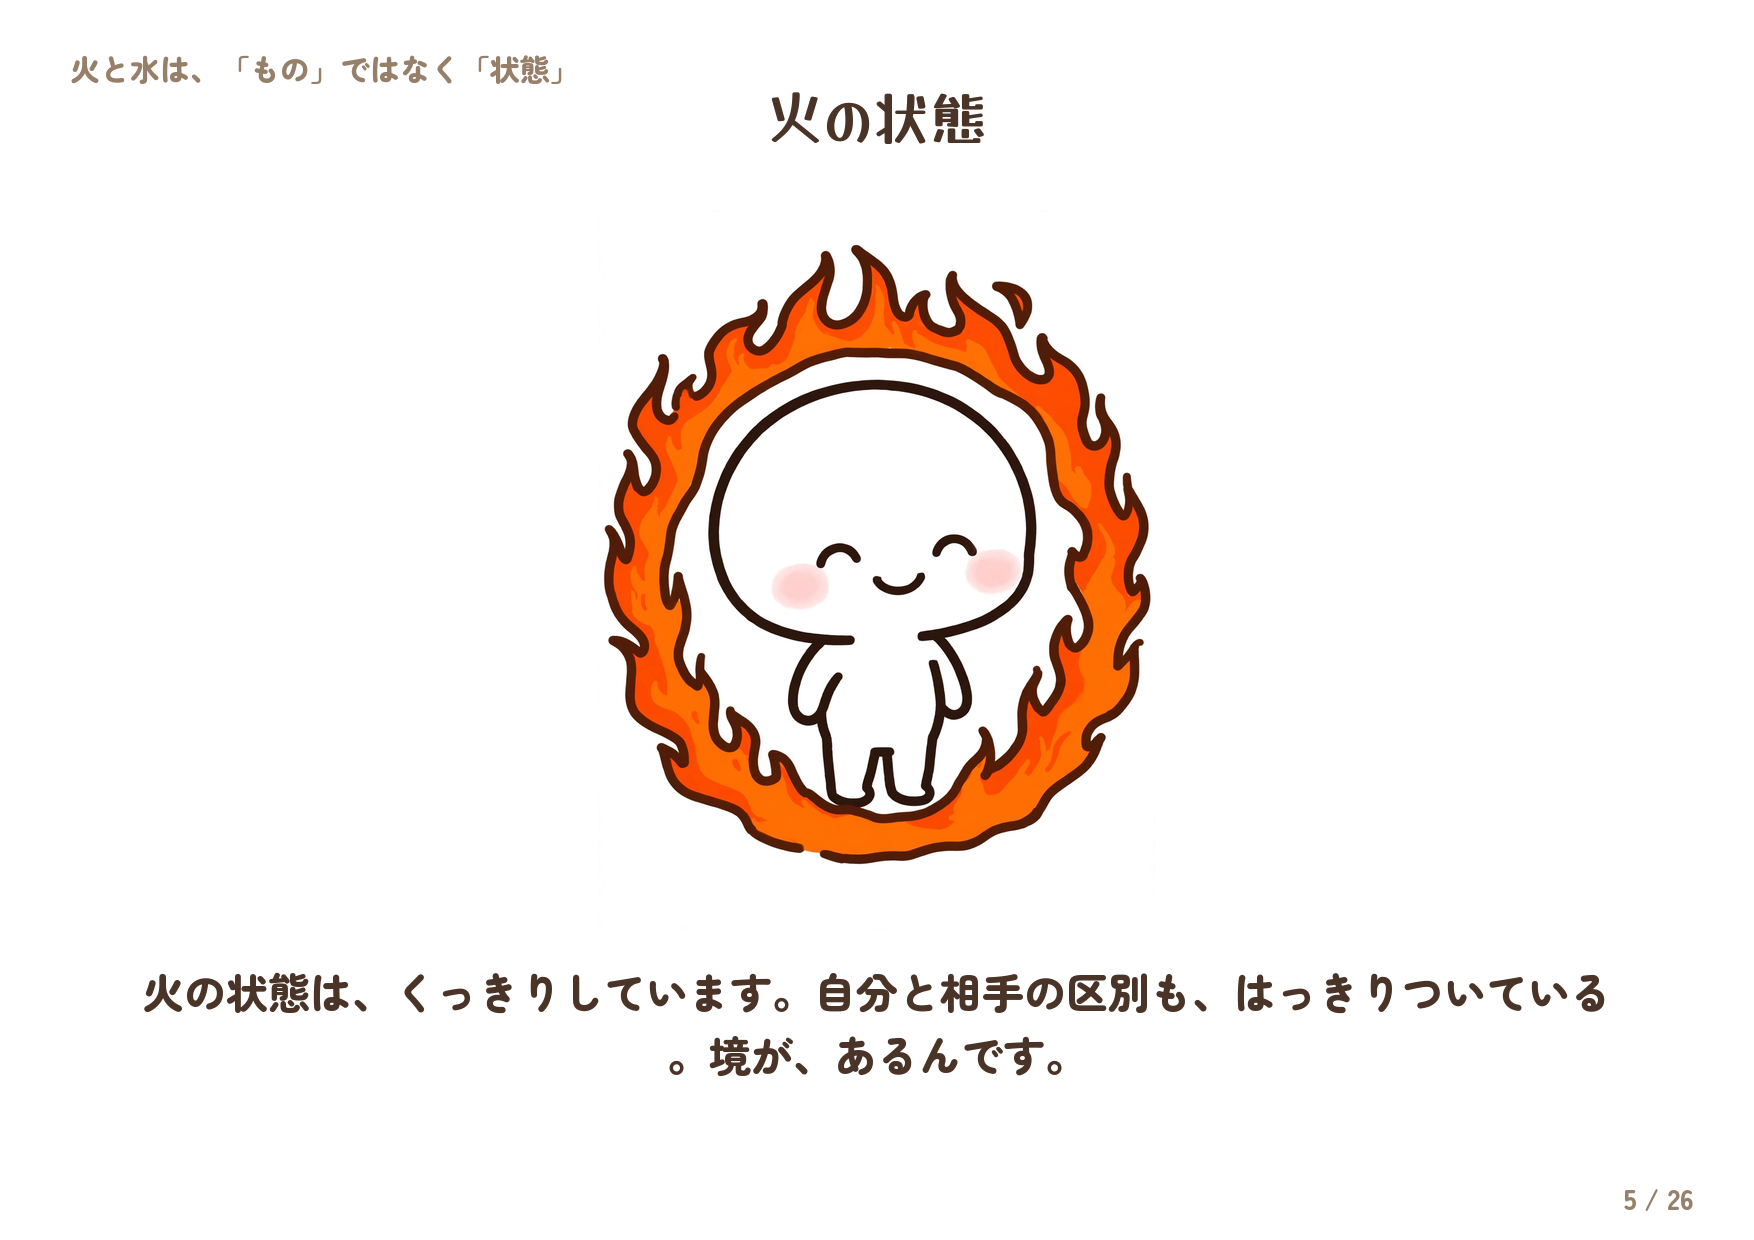 火と水は、「もの」ではなく「状態」
火の状態
火の状態は、くっきりしています。自分と相手の区別も、はっきりついている
。境が、あるんです。
5 / 26